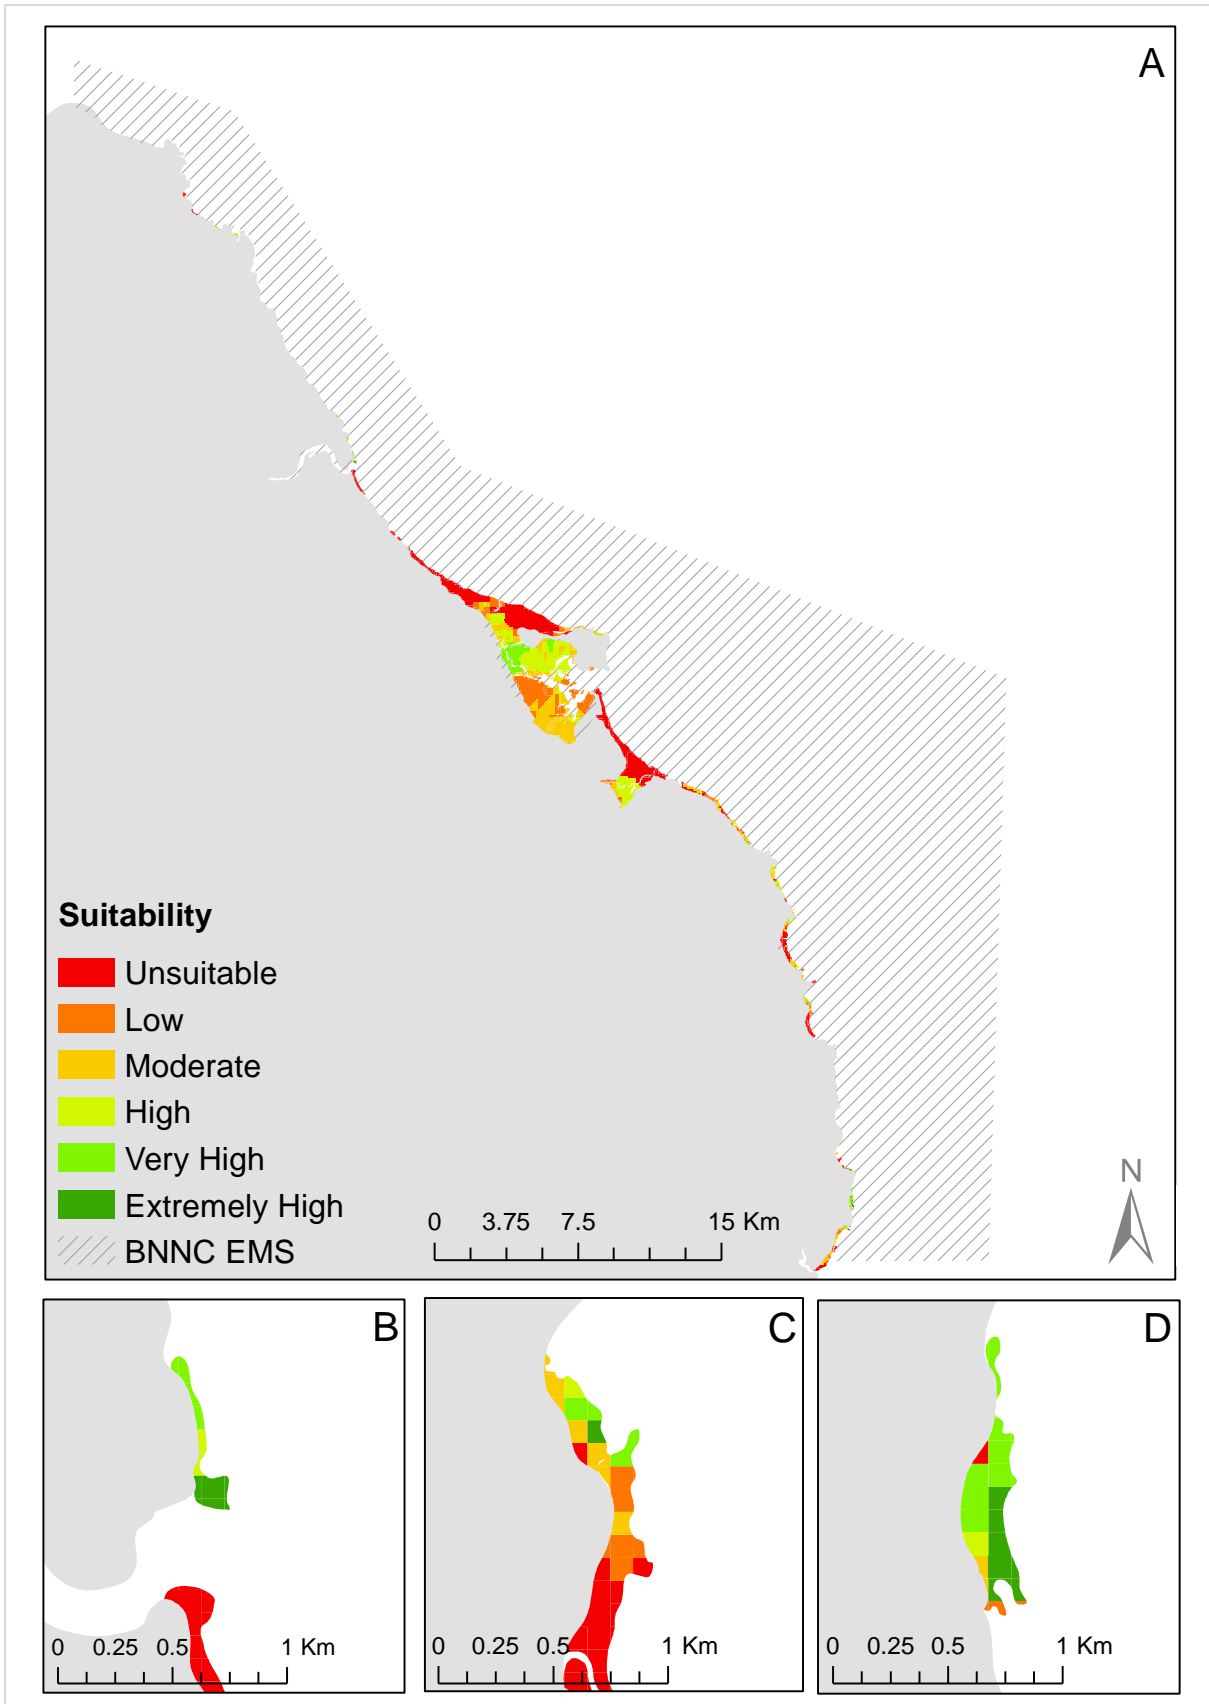 A
Suitability
Unsuitable
Low
Moderate
High
Very High
Extremely High
BNNC EMS
0 3.75 7.5 15 Km
N
B
0 0.25 0.5 1 Km
C
0 0.25 0.5 1 Km
D
0 0.25 0.5 1 Km